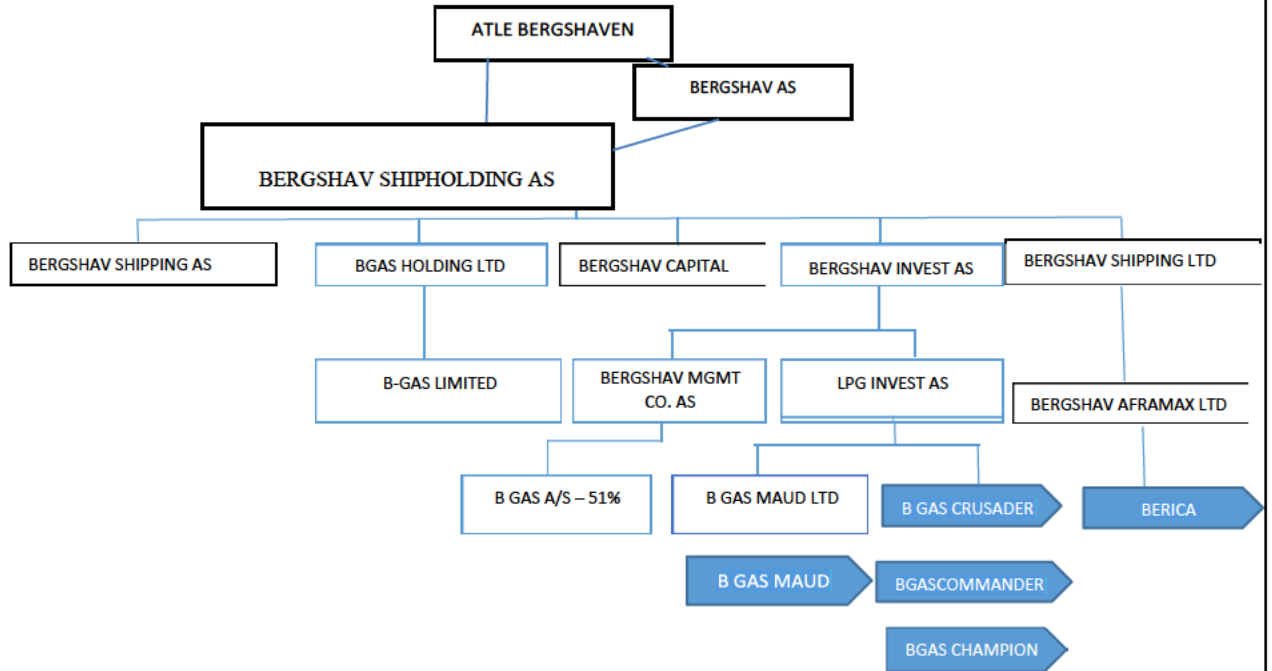 ATLE BERGSHAVEN
BERGSHAV AS
BERGSHAV SHIPHOLDING AS
BERGSHAV SHIPPING AS
BGAS HOLDING LTD
BERGSHAV CAPITAL
BERGSHAV INVEST AS
BERGSHAV SHIPPING LTD
B-GAS LIMITED
BERGSHAV MGMT
CO. AS
LPG INVEST AS
BERGSHAV AFRAMAX LTD
B GAS A/S – 51%
B GAS MAUD LTD
B GAS CRUSADER
BERICA
B GAS MAUD
BGASCOMMANDER
BGAS CHAMPION